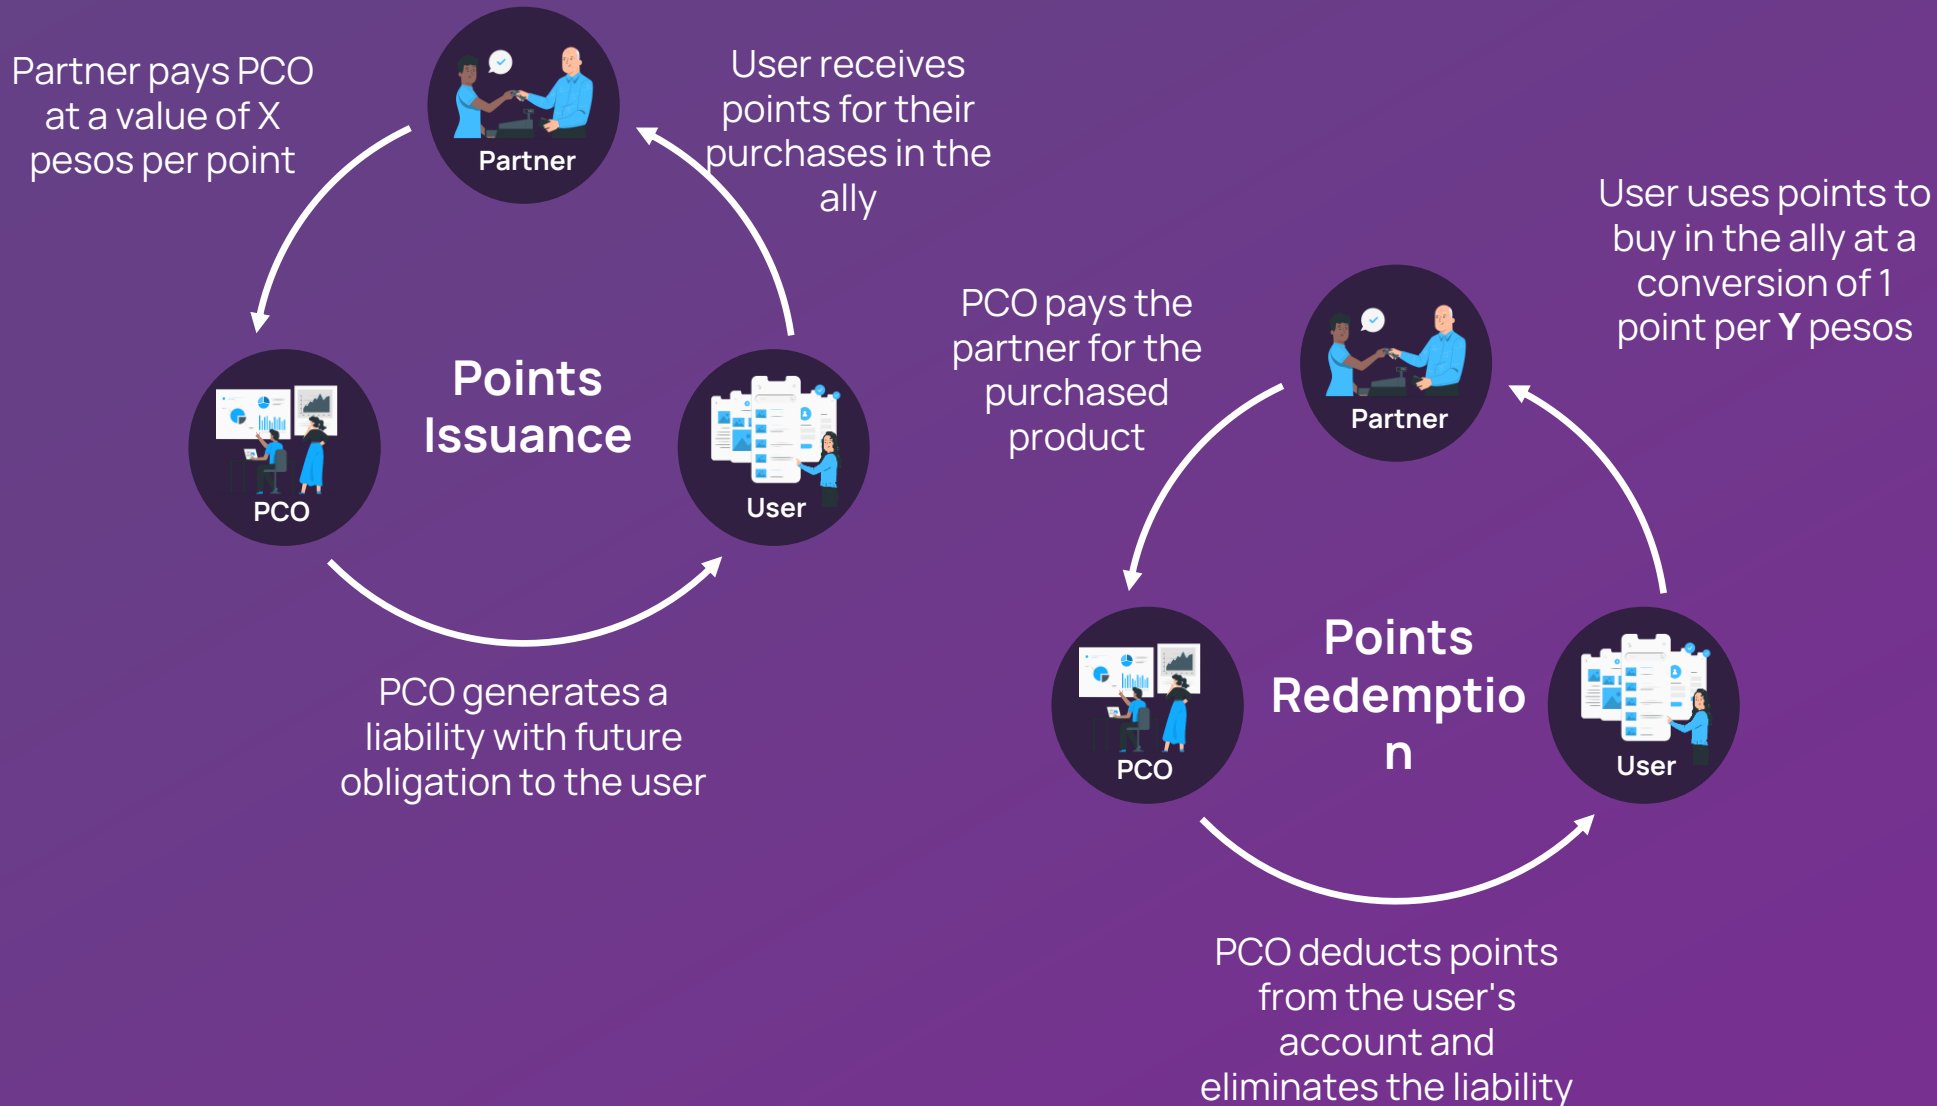 Partner pays PCO
at a value of X
pesos per point
Partner
User receives
points for their
purchases in the
ally
PCO
Points
Issuance
User
PCO generates a
liability with future
obligation to the user
PCO pays the
partner for the
purchased
product
Partner
User uses points to
buy in the ally at a
conversion of 1
point per Y pesos
PCO
Points
Redemptio
n
User
PCO deducts points
from the user's
account and
eliminates the liability